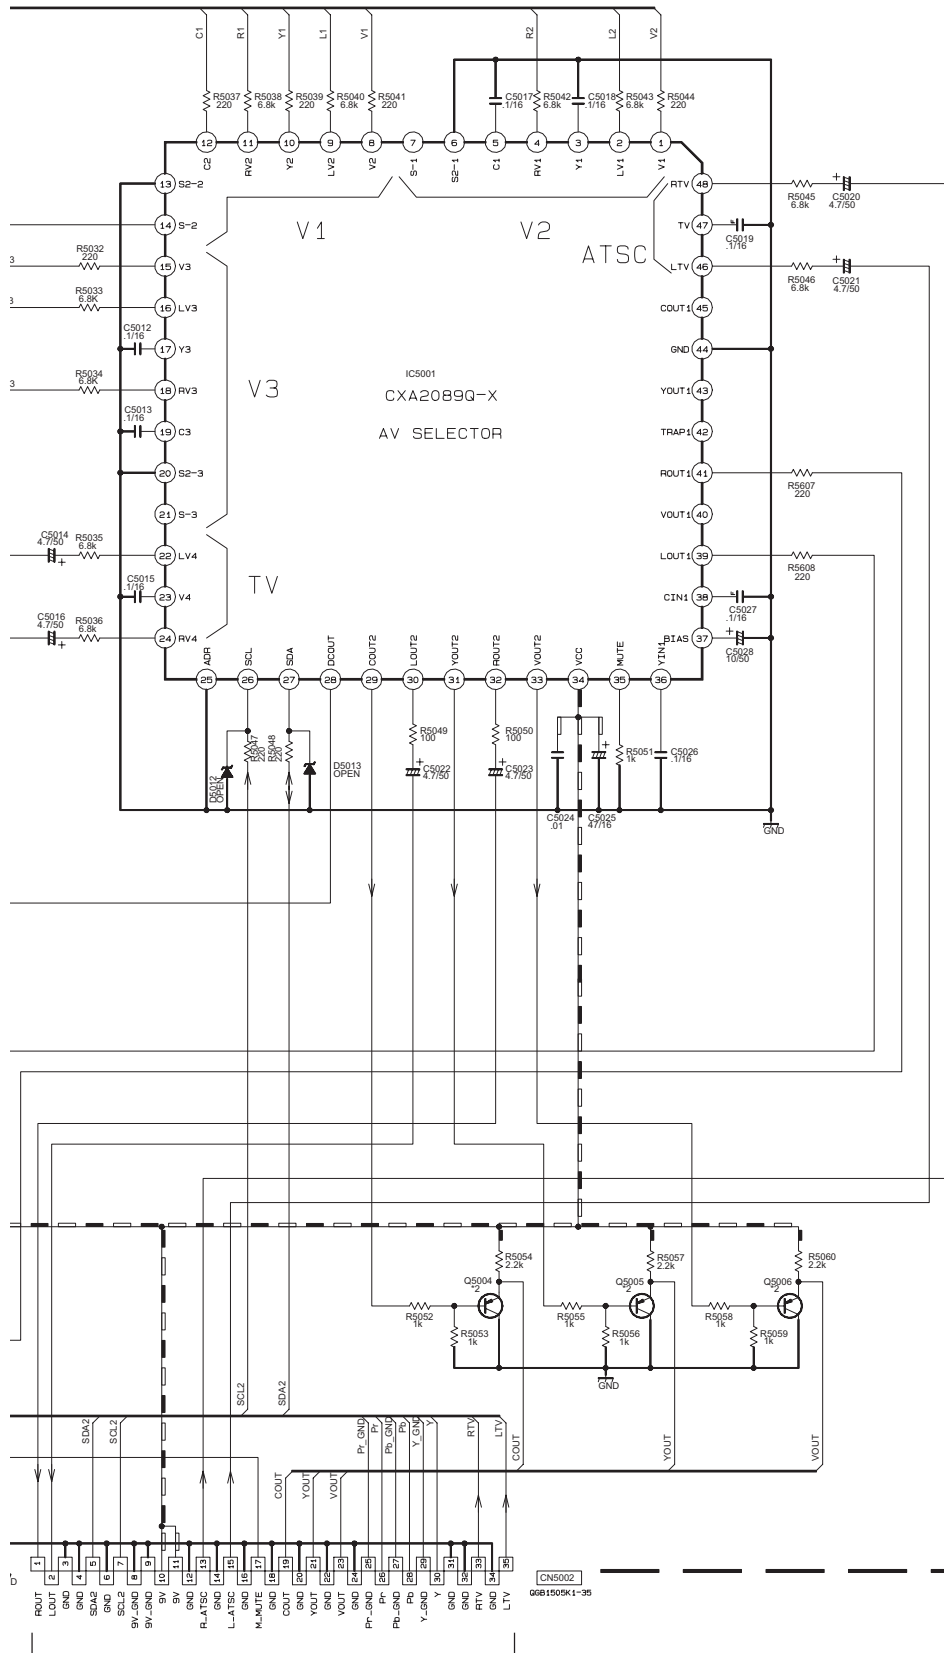 C1 R1 Y1 L1 V1 R2 L2 V2
R5037 220
R5038 6.8k
R5039 220
R5040 6.8k
R5041 220
C5017 .1/16
R5042 6.8k
C5018 .1/16
R5043 6.8k
R5044 220
12 11 10 9 8 7 6 5 4 3 2 1
C2 RV2 Y2 LV2 V2 S-1 S2-1 C1 RV1 Y1 LV1 V1
13 S2-2
RTV 48
R5045 6.8k
C5020 4.7/50
+
14 S-2
V1
V2
TV 47
C5019 .1/16
ATSC
R5032 220
15 V3
LTV 46
R5046 6.8k
C5021 4.7/50
+
3
R5033 6.8K
16 LV3
COUT1 45
C5012 .1/16
17 Y3
GND 44
3
R5034 6.8K
18 RV3
V3
IC5001
CXA2089Q-X
AV SELECTOR
YOUT1 43
C5013 .1/16
19 C3
TRAP1 42
20 S2-3
ROUT1 41
R5607 220
21 S-3
VOUT1 40
C5014 4.7/50
+
R5035 6.8k
22 LV4
LOUT1 39
R5608 220
C5015 .1/16
23 V4
TV
CIN1 38
C5027 .1/16
C5016 4.7/50
+
R5036 6.8k
24 RV4
BIAS 37
C5028 10/50
ADR SCL SDA DCOUT COUT2 LOUT2 YOUT2 ROUT2 VOUT2 VCC MUTE YIN1
25 26 27 28 29 30 31 32 33 34 35 36
R5047 220
R5048 220
D5012 OPEN
D5013 OPEN
R5049 100
C5022 4.7/50
+
R5050 100
C5023 4.7/50
+
C5024 .01
C5025 47/16
+
R5051 1k
C5026 .1/16
GND
R5054 2.2k
R5057 2.2k
R5060 2.2k
Q5004 *2
Q5005 *2
Q5006 *2
R5052 1k
R5053 1k
R5055 1k
R5056 1k
R5058 1k
R5059 1k
GND
SCL2
SDA2
SDA2 SCL2 Pr_GND Pr Pb_GND Pb Y_GND Y RTV LTV
COUT YOUT VOUT
COUT YOUT VOUT
1 2 3 4 5 6 7 8 9 10 11 12 13 14 15 16 17 18 19 20 21 22 23 24 25 26 27 28 29 30 31 32 33 34 35
CN5002
QGB1505K1-35
ROUT LOUT GND GND SDA2 GND SCL2 9V_GND 9V_GND 9V 9V GND R_ATSC GND L_ATSC GND M_MUTE GND COUT GND YOUT GND VOUT GND Pr_GND Pr Pb_GND Pb Y_GND Y GND GND RTV GND LTV